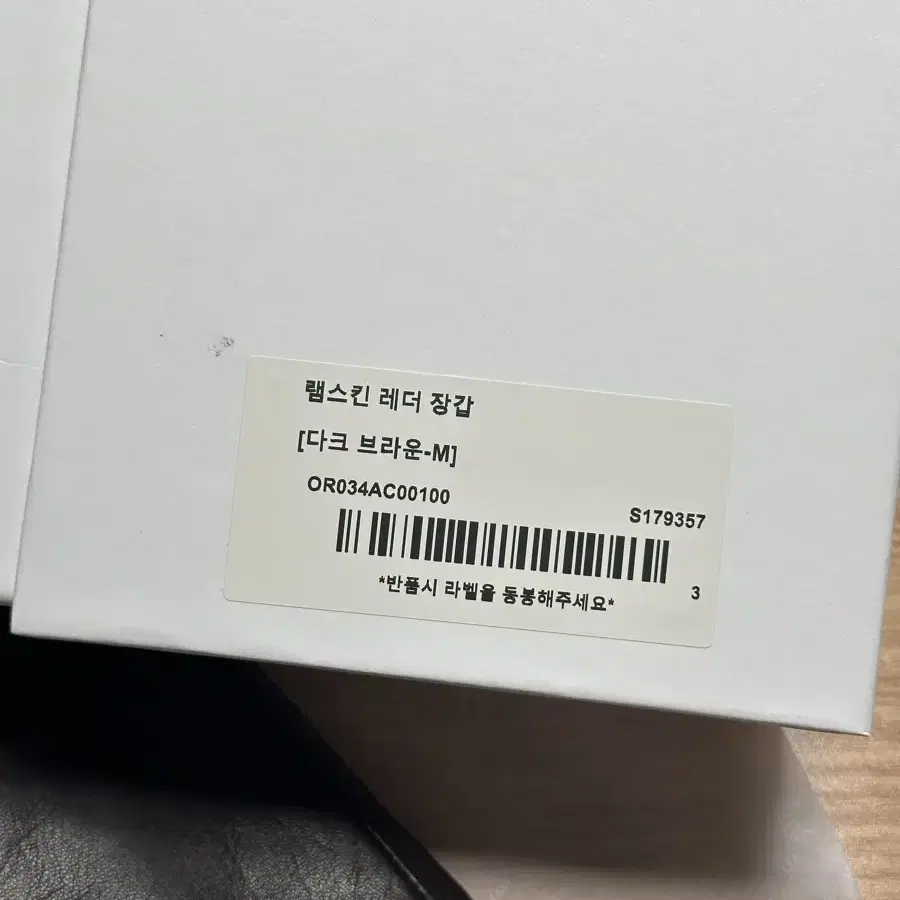 램스킨 레더 장갑
[다크 브라운-M]
OR034AC00100
S179357
3
*반품시 라벨을 동봉해주세요*